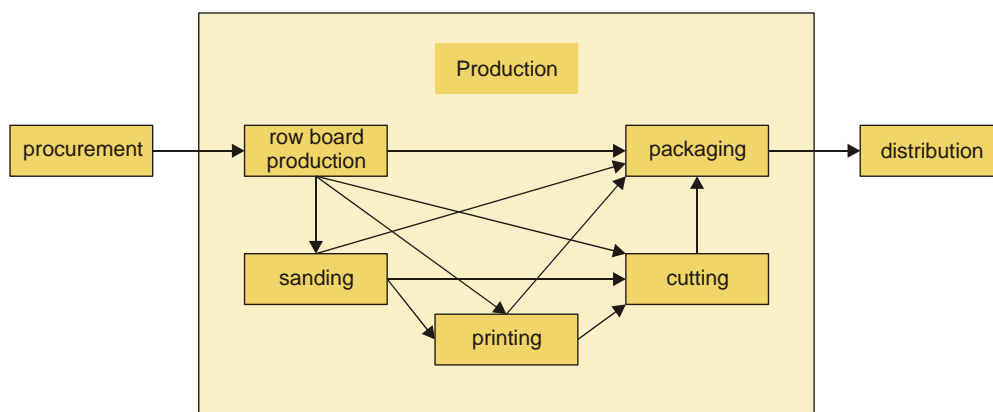 Production
procurement
row board
production
packaging
distribution
sanding
cutting
printing